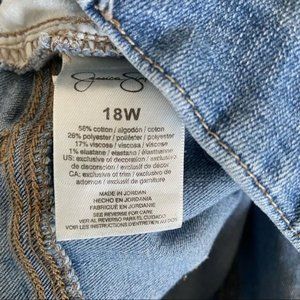 Jessica S
18W
56% cotton / algodón / coton
26% polyester / poliéster / polyester
17% viscose / viscosa / viscose
1% elastane / elastano / élasthanne
US: exclusive of decoration / exclusivo
de decoración / exclusif de décoration
CA: exclusive of trim / exclusivo de
adornos / exclusif de garniture
MADE IN JORDAN
HECHO EN JORDANIA
FABRIQUÉ EN JORDANIE
SEE REVERSE FOR CARE
VER AL REVERSO PARA EL CUIDADO
VOIR LES INSTRUCTIONS D'ENTRETIEN AU DOS